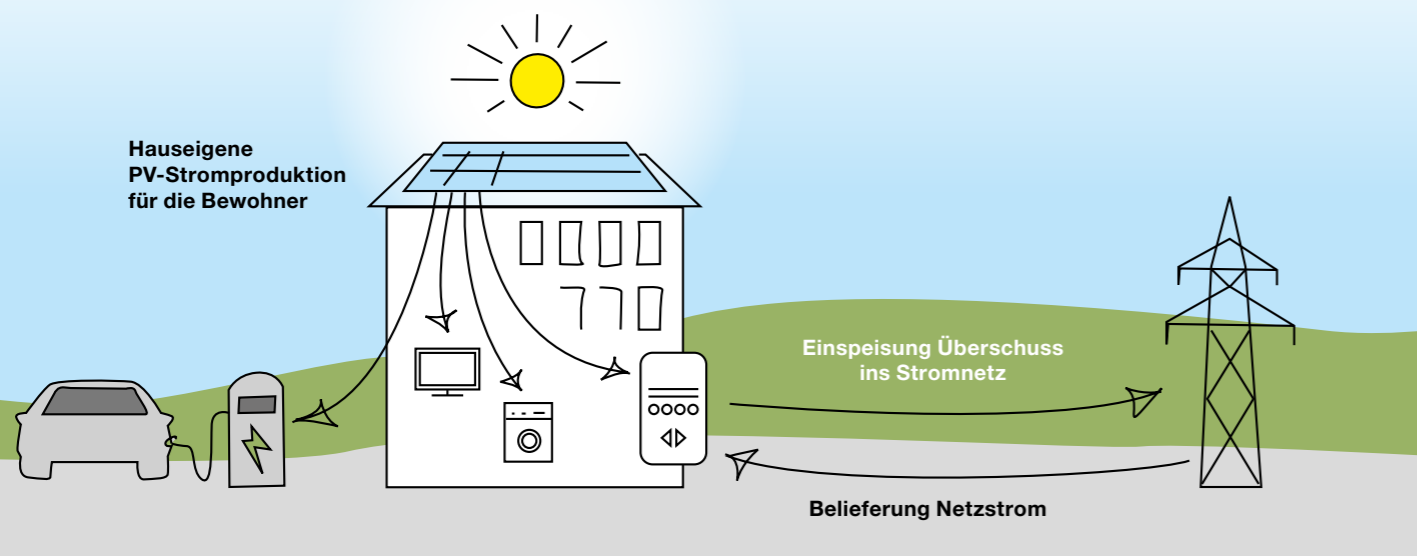 Hauseigene
PV-Stromproduktion
für die Bewohner
Einspeisung Überschuss
ins Stromnetz
Belieferung Netzstrom